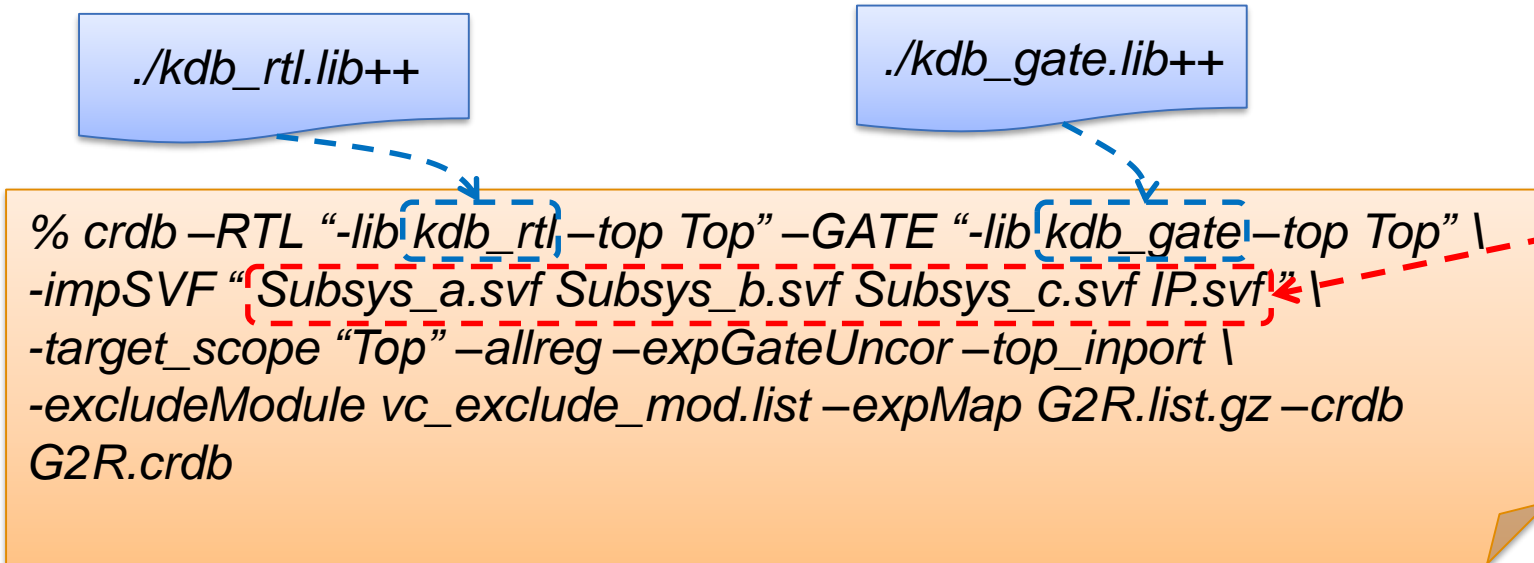 ./kdb_rtl.lib++
./kdb_gate.lib++
% crdb –RTL “-lib kdb_rtl –top Top” –GATE “-lib kdb_gate –top Top” \
-impSVF “ Subsys_a.svf Subsys_b.svf Subsys_c.svf IP.svf ” \
-target_scope “Top” –allreg –expGateUncor –top_inport \
-excludeModule vc_exclude_mod.list –expMap G2R.list.gz –crdb
G2R.crdb